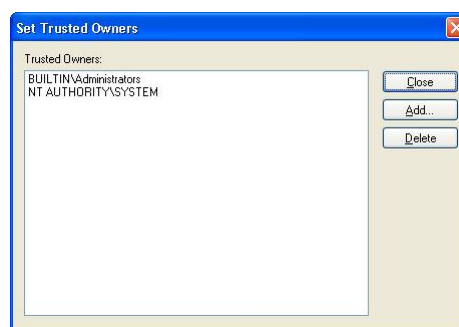 Set Trusted Owners
Trusted Owners:
BUILTIN\Administrators
NT AUTHORITY\SYSTEM
Close
Add...
Delete